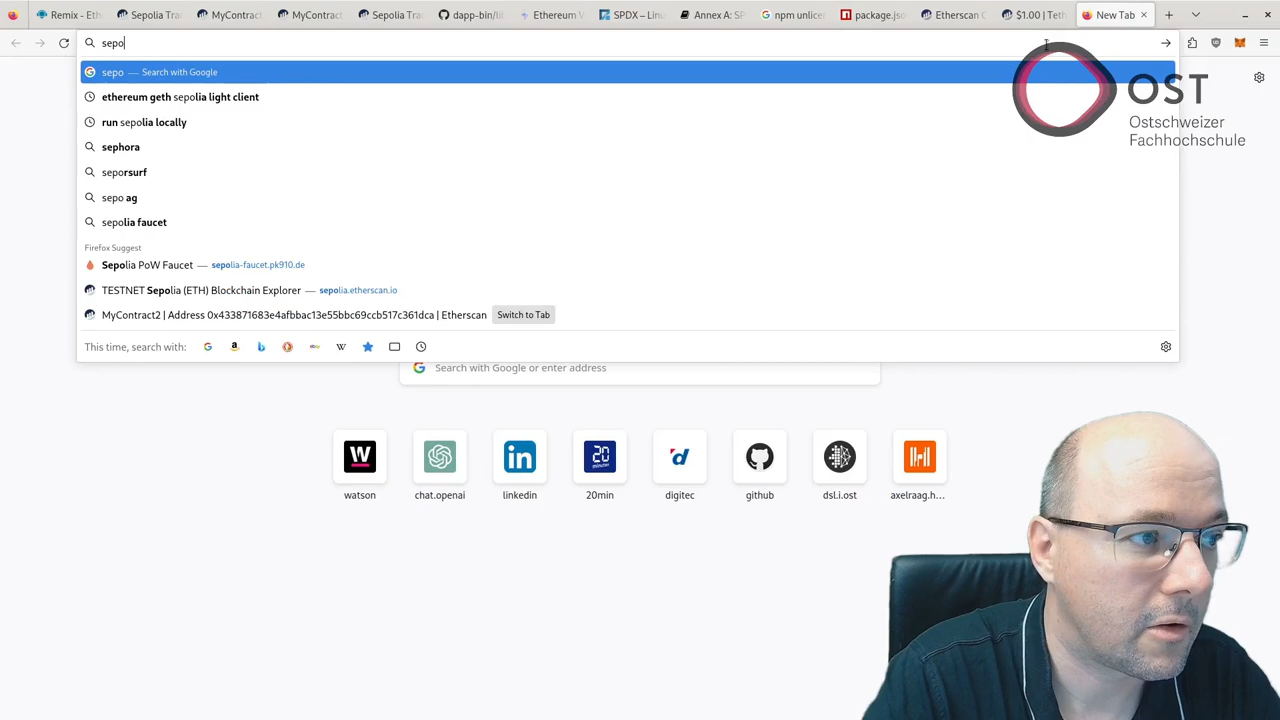 Remix - Eth
Sepolia Tra
MyContract
MyContract
Sepolia Tra
dapp-bin/li
Ethereum V
SPDX – Linu
Annex A: SP
npm unlicen
package.jso
Etherscan C
$1.00 | Teth
New Tab
sepo
sepo — Search with Google
ethereum geth sepolia light client
run sepolia locally
sephora
seporsurf
sepo ag
sepolia faucet
Firefox Suggest
Sepolia PoW Faucet — sepolia-faucet.pk910.de
TESTNET Sepolia (ETH) Blockchain Explorer — sepolia.etherscan.io
MyContract2 | Address 0x433871683e4afbbac13e55bbc69ccb517c361dca | Etherscan Switch to Tab
This time, search with:
OST
Ostschweizer
Fachhochschule
Search with Google or enter address
watson
chat.openai
linkedin
20min
digitec
github
dsl.i.ost
axelraag.h...